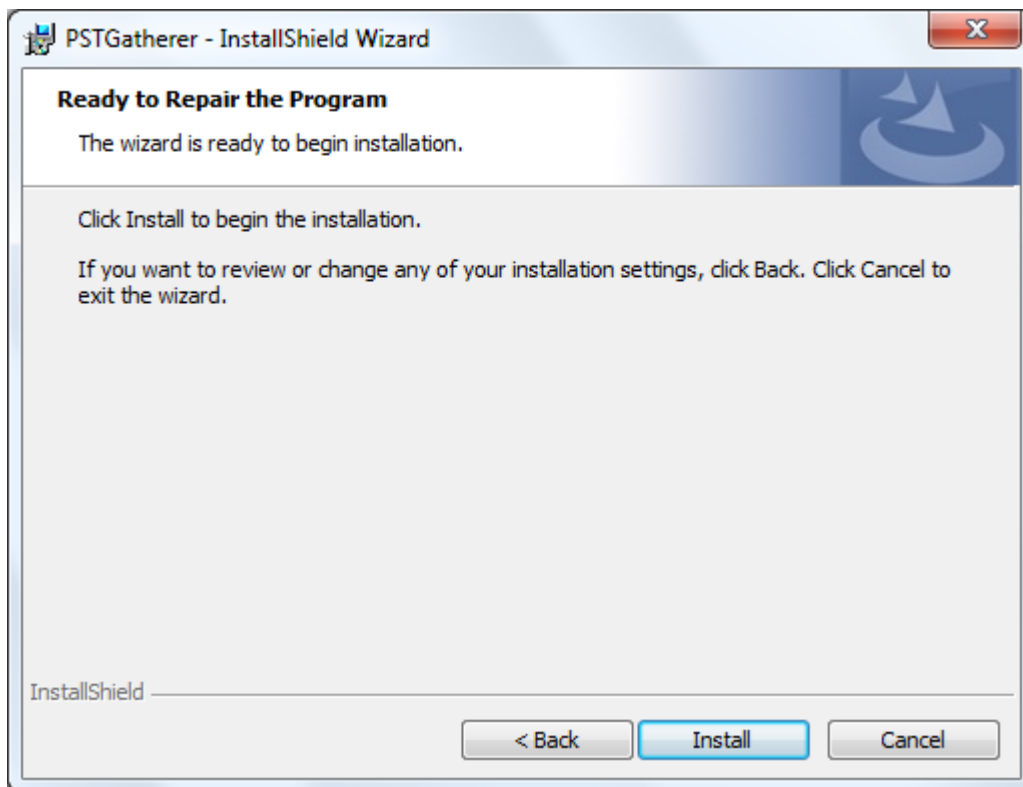 PSTGatherer - InstallShield Wizard
Ready to Repair the Program
The wizard is ready to begin installation.
Click Install to begin the installation.
If you want to review or change any of your installation settings, click Back. Click Cancel to
exit the wizard.
InstallShield
< Back
Install
Cancel